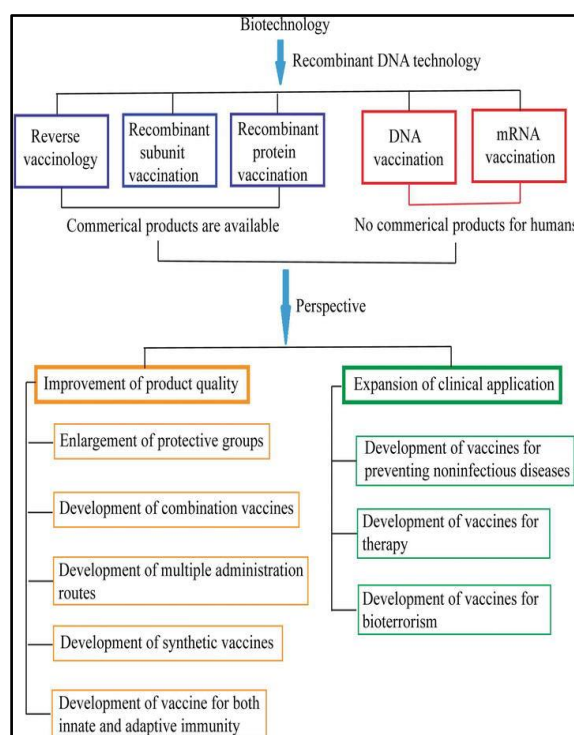 Biotechnology
Recombinant DNA technology
Reverse
vaccinology
Recombinant
subunit
vaccination
Recombinant
protein
vaccination
DNA
vaccination
mRNA
vaccination
Commerical products are available
No commerical products for humans
Perspective
Improvement of product quality
Enlargement of protective groups
Development of combination vaccines
Development of multiple administration
routes
Development of synthetic vaccines
Development of vaccine for both
innate and adaptive immunity
Expansion of clinical application
Development of vaccines for
preventing noninfectious diseases
Development of vaccines for
therapy
Development of vaccines for
bioterrorism